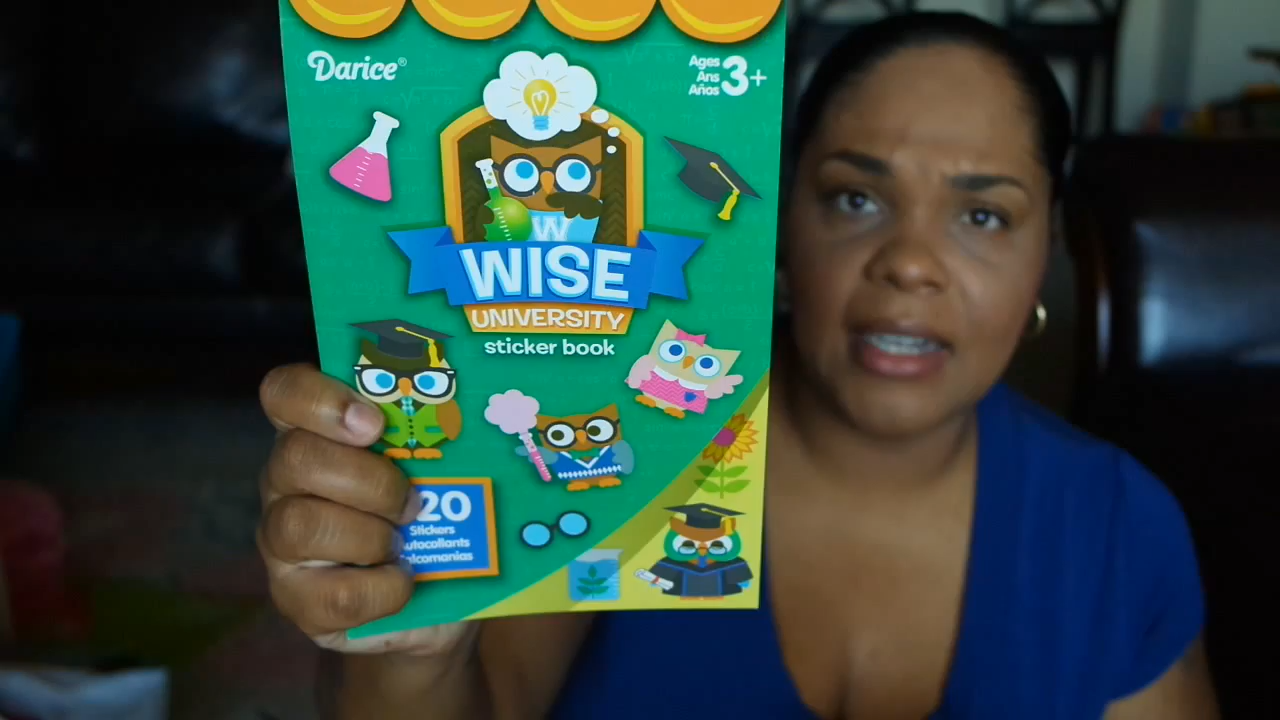 Darice®
Ages
Ans
Años
3+
W
WISE
UNIVERSITY
sticker book
20
Stickers